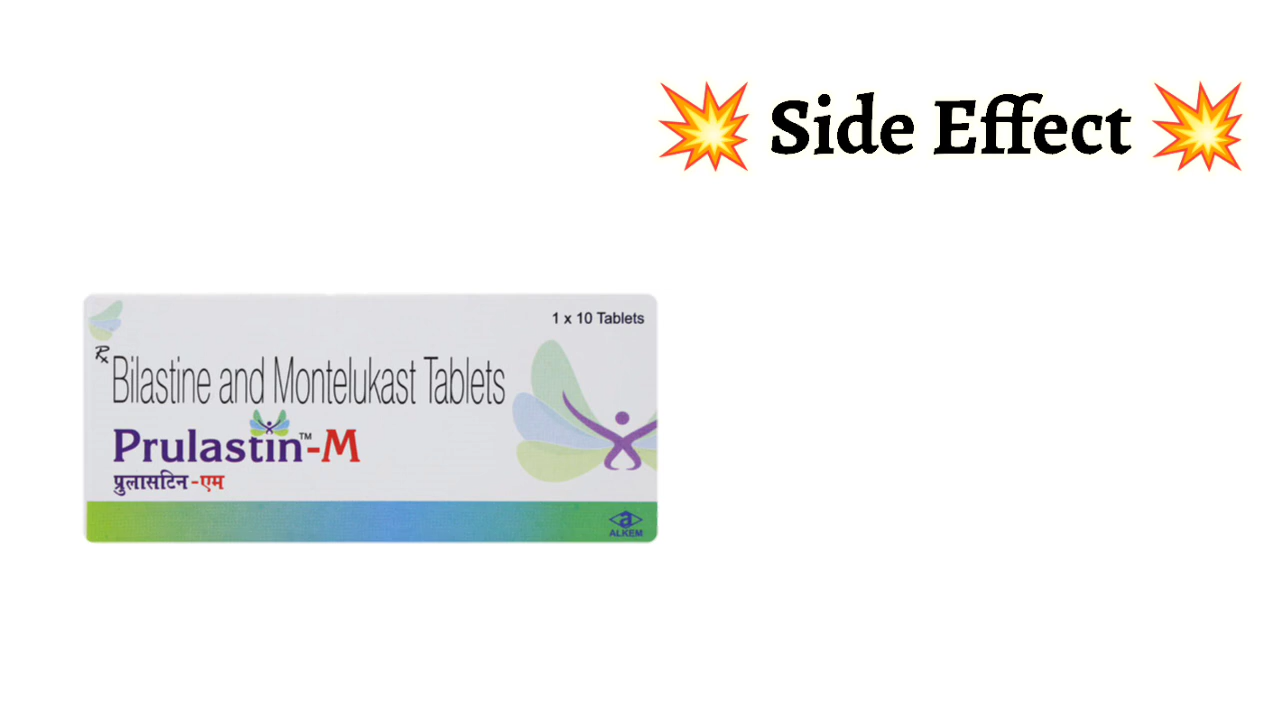 💥 Side Effect 💥
1 x 10 Tablets
Rx Bilastine and Montelukast Tablets
Prulastin™-M
प्रुलासटिन-एम
ALKEM